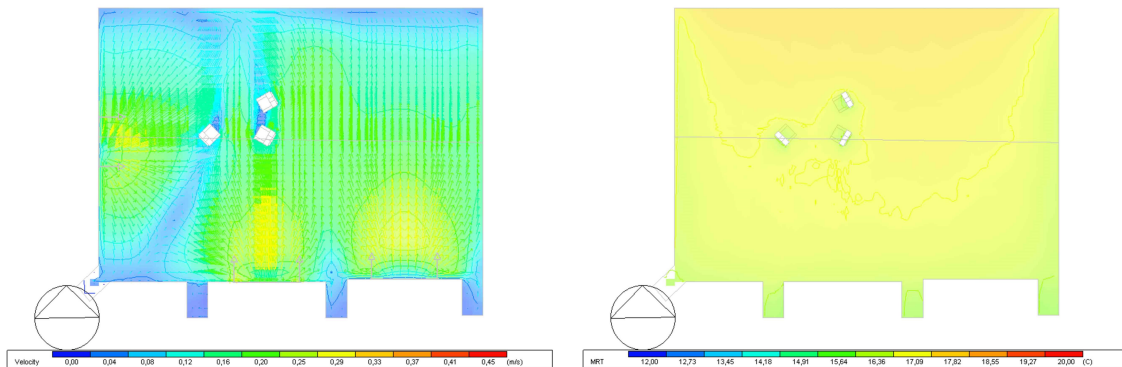 Velocity 0,00 0,04 0,08 0,12 0,16 0,20 0,25 0,29 0,33 0,37 0,41 0,45 (m/s)
MRT 12,00 12,73 13,45 14,18 14,91 15,64 16,36 17,09 17,82 18,55 19,27 20,00 (C)